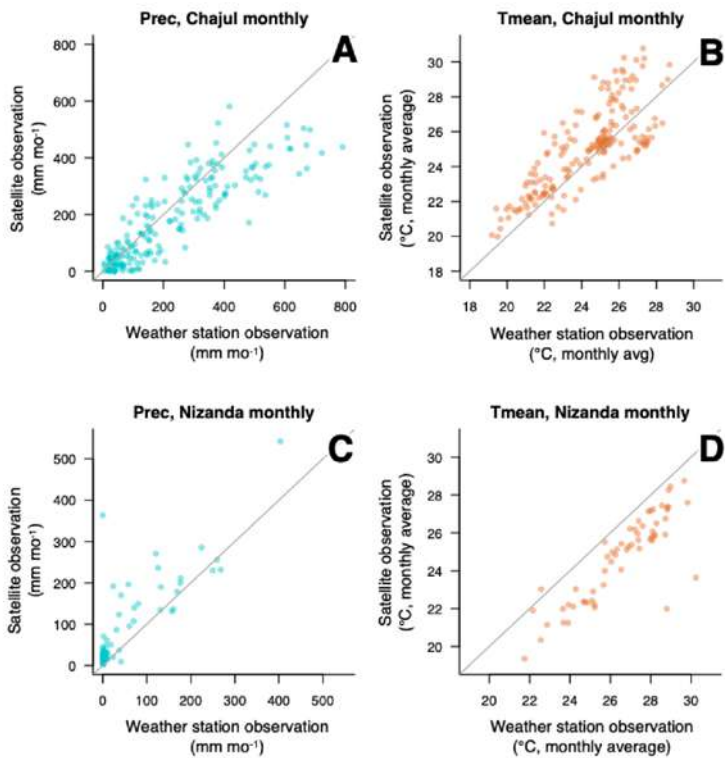 Prec, Chajul monthly
A
800
600
400
200
0
Satellite observation
(mm mo-1)
0 200 400 600 800
Weather station observation
(mm mo-1)
Tmean, Chajul monthly
B
30
28
26
24
22
20
18
Satellite observation
(°C, monthly average)
18 20 22 24 26 28 30
Weather station observation
(°C, monthly avg)
Prec, Nizanda monthly
C
500
400
300
200
100
0
Satellite observation
(mm mo-1)
0 100 200 300 400 500
Weather station observation
(mm mo-1)
Tmean, Nizanda monthly
D
30
28
26
24
22
20
Satellite observation
(°C, monthly average)
20 22 24 26 28 30
Weather station observation
(°C, monthly average)